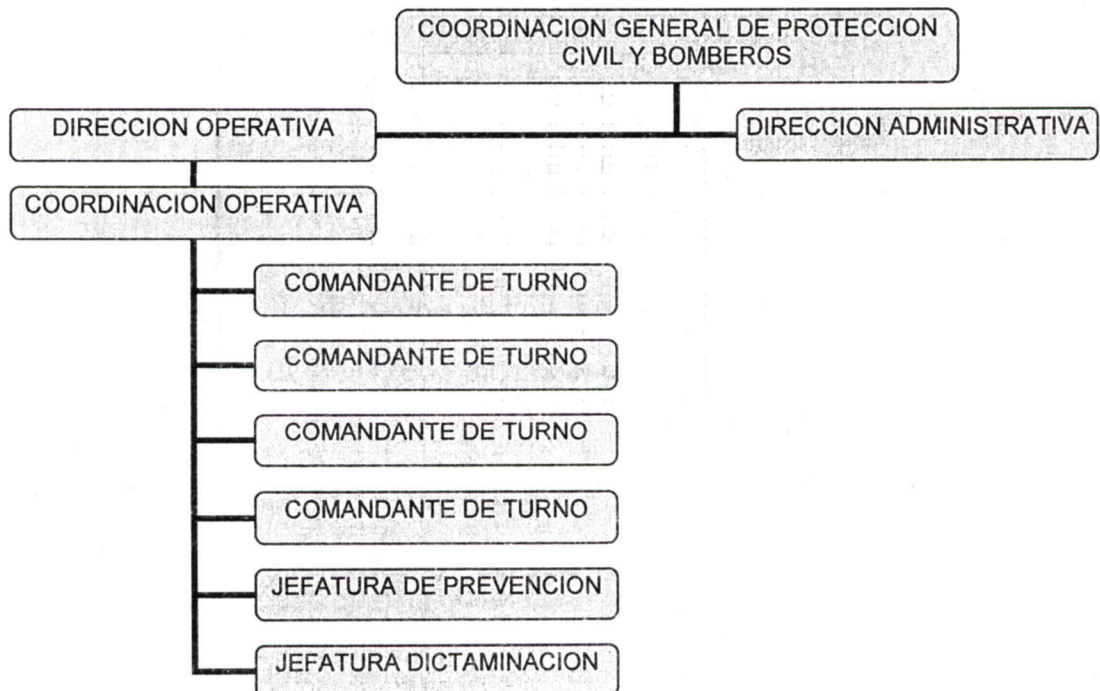 COORDINACION GENERAL DE PROTECCION
CIVIL Y BOMBEROS
DIRECCION OPERATIVA
DIRECCION ADMINISTRATIVA
COORDINACION OPERATIVA
COMANDANTE DE TURNO
COMANDANTE DE TURNO
COMANDANTE DE TURNO
COMANDANTE DE TURNO
JEFATURA DE PREVENCION
JEFATURA DICTAMINACION